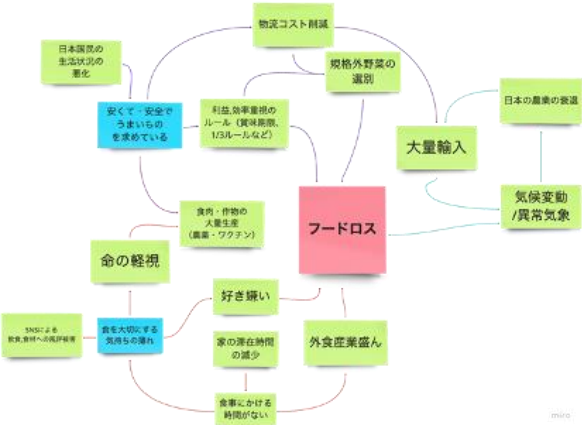 物流コスト削減
日本国民の
生活状況の
悪化
規格外野菜の
選別
安くて・安全で
うまいもの
を求めている
利益,効率重視の
ルール（賞味期限、
1/3ルールなど）
日本の農業の衰退
大量輸入
食肉・作物の
大量生産
（農薬・ワクチン）
フードロス
気候変動
/異常気象
命の軽視
好き嫌い
SNSによる
飲食,食材への風評被害
食を大切にする
気持ちの薄れ
家の滞在時間
の減少
外食産業盛ん
食事にかける
時間がない
miro